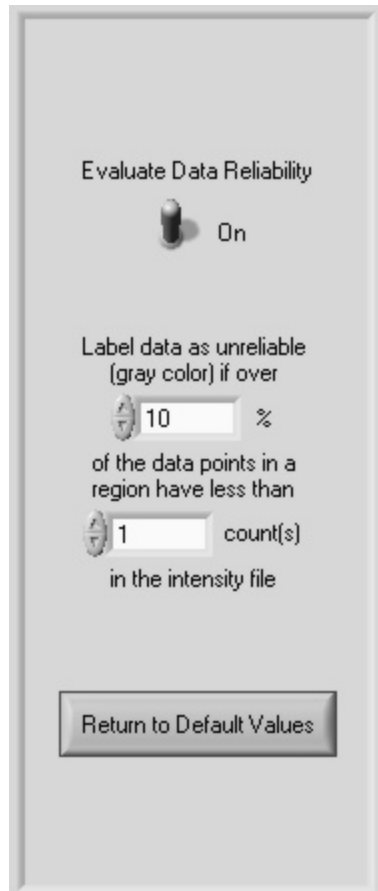 Evaluate Data Reliability
On
Label data as unreliable
(gray color) if over
10 %
of the data points in a
region have less than
1 count(s)
in the intensity file
Return to Default Values